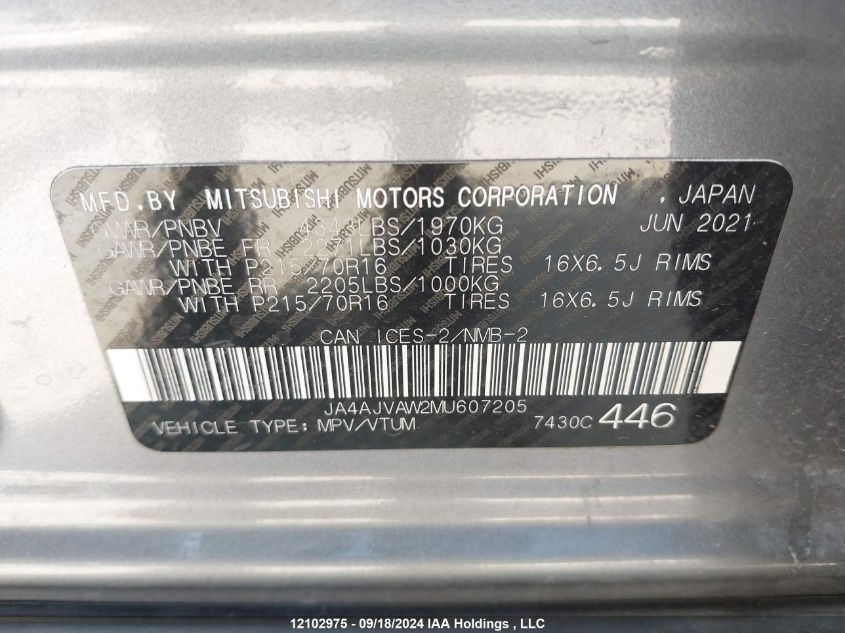 MFD.BY MITSUBISHI MOTORS CORPORATION , JAPAN
GVWR/PNBV 4343LBS/1970KG JUN 2021
GAWR/PNBE FR 2271LBS/1030KG
WITH P215/70R16 TIRES 16X6.5J RIMS
GAWR/PNBE RR 2205LBS/1000KG
WITH P215/70R16 TIRES 16X6.5J RIMS
CAN ICES-2/NMB-2
JA4AJVAW2MU607205
VEHICLE TYPE: MPV/VTUM 7430C 446
12102975 - 09/18/2024 IAA Holdings , LLC